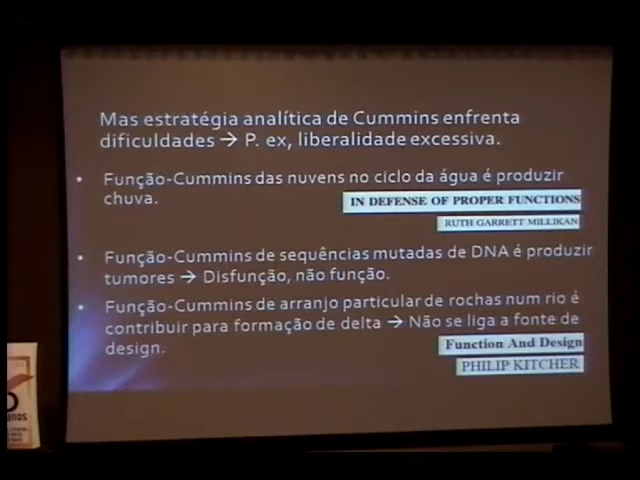 Mas estratégia analítica de Cummins enfrenta
dificuldades → P. ex, liberalidade excessiva.
• Função-Cummins das nuvens no ciclo da água é produzir
chuva.
IN DEFENSE OF PROPER FUNCTIONS
RUTH GARRETT MILLIKAN
• Função-Cummins de sequências mutadas de DNA é produzir
tumores → Disfunção, não função.
• Função-Cummins de arranjo particular de rochas num rio é
contribuir para formação de delta → Não se liga a fonte de
design.
Function And Design
PHILIP KITCHER
anos